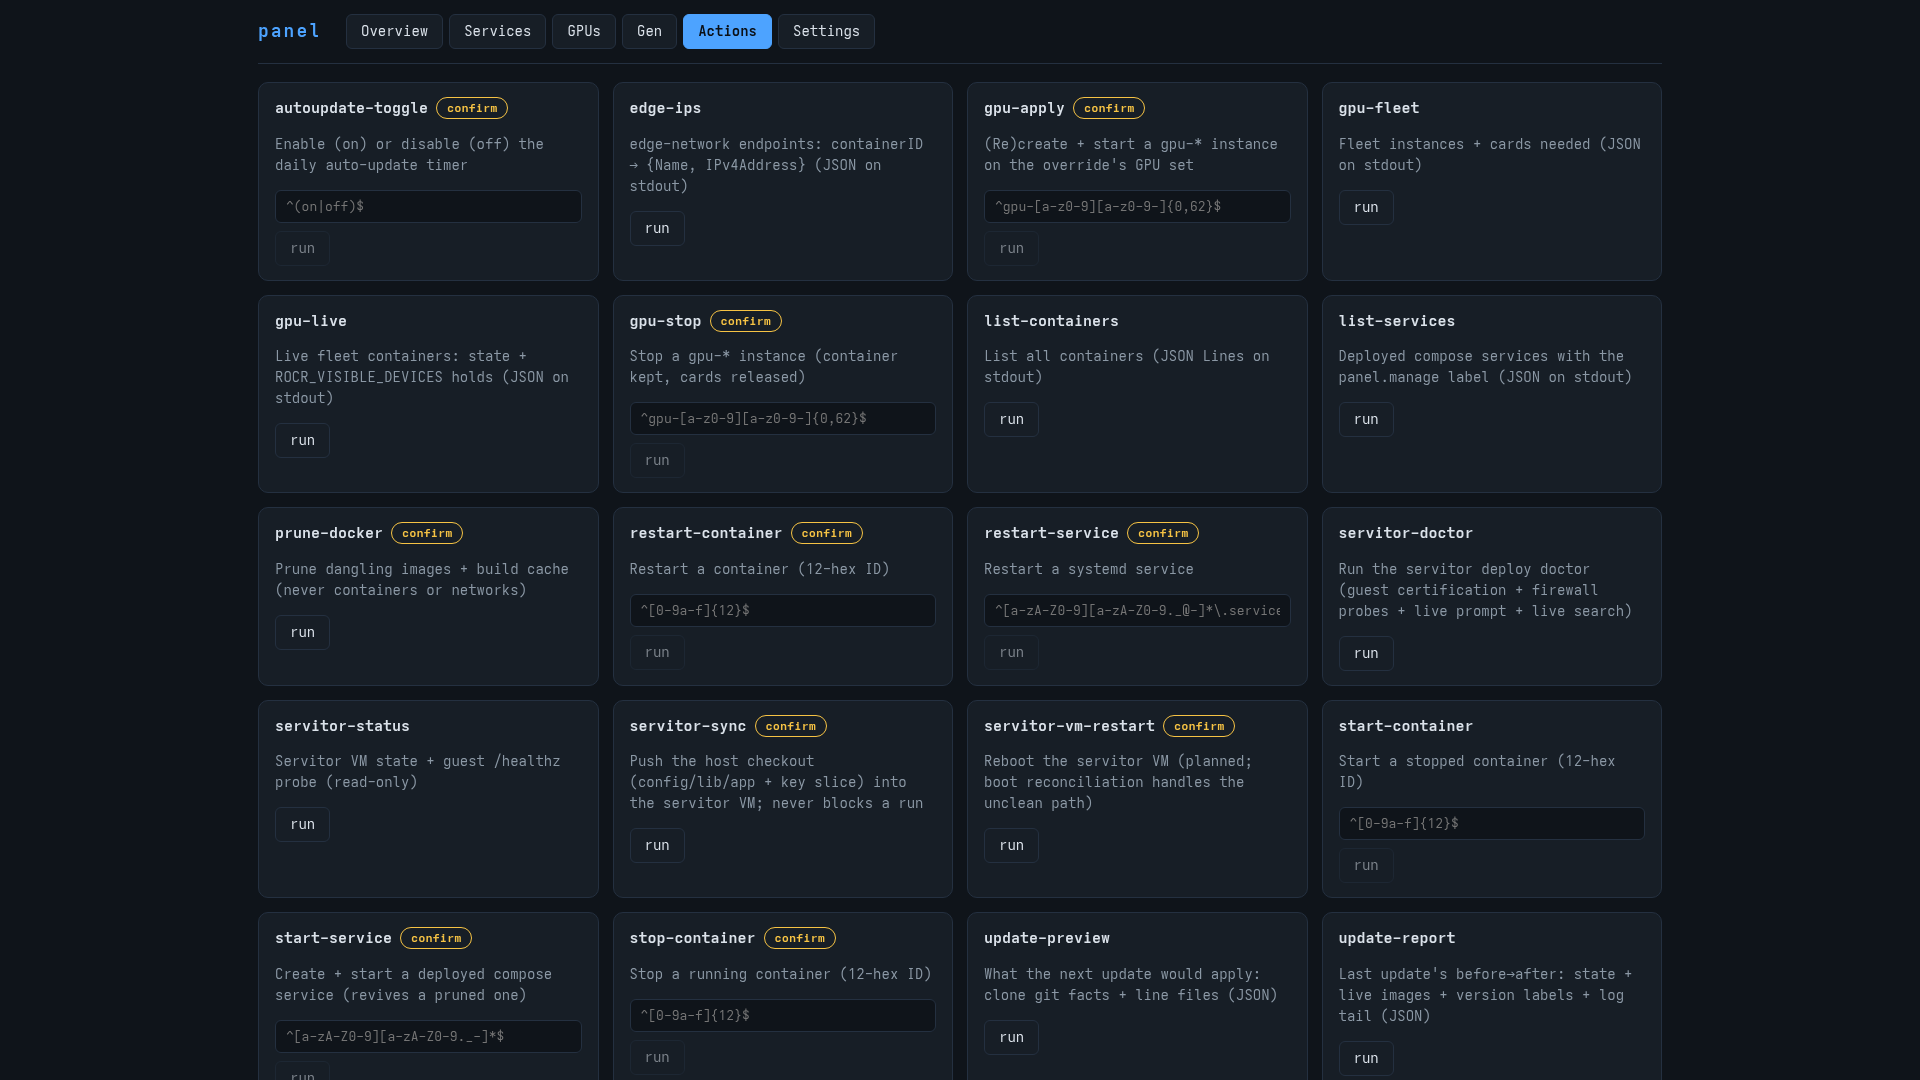 panel
Overview
Services
GPUs
Gen
Actions
Settings
autoupdate-toggle confirm
Enable (on) or disable (off) the
daily auto-update timer
^(on|off)$
run
edge-ips
edge-network endpoints: containerID
→ {Name, IPv4Address} (JSON on
stdout)
run
gpu-apply confirm
(Re)create + start a gpu-* instance
on the override's GPU set
^gpu-[a-z0-9][a-z0-9-]{0,62}$
run
gpu-fleet
Fleet instances + cards needed (JSON
on stdout)
run
gpu-live
Live fleet containers: state +
ROCR_VISIBLE_DEVICES holds (JSON on
stdout)
run
gpu-stop confirm
Stop a gpu-* instance (container
kept, cards released)
^gpu-[a-z0-9][a-z0-9-]{0,62}$
run
list-containers
List all containers (JSON Lines on
stdout)
run
list-services
Deployed compose services with the
panel.manage label (JSON on stdout)
run
prune-docker confirm
Prune dangling images + build cache
(never containers or networks)
run
restart-container confirm
Restart a container (12-hex ID)
^[0-9a-f]{12}$
run
restart-service confirm
Restart a systemd service
^[a-zA-Z0-9][a-zA-Z0-9._@-]*\.service
run
servitor-doctor
Run the servitor deploy doctor
(guest certification + firewall
probes + live prompt + live search)
run
servitor-status
Servitor VM state + guest /healthz
probe (read-only)
run
servitor-sync confirm
Push the host checkout
(config/lib/app + key slice) into
the servitor VM; never blocks a run
run
servitor-vm-restart confirm
Reboot the servitor VM (planned;
boot reconciliation handles the
unclean path)
run
start-container
Start a stopped container (12-hex
ID)
^[0-9a-f]{12}$
run
start-service confirm
Create + start a deployed compose
service (revives a pruned one)
^[a-zA-Z0-9][a-zA-Z0-9._-]*$
run
stop-container confirm
Stop a running container (12-hex ID)
^[0-9a-f]{12}$
run
update-preview
What the next update would apply:
clone git facts + line files (JSON)
run
update-report
Last update's before→after: state +
live images + version labels + log
tail (JSON)
run